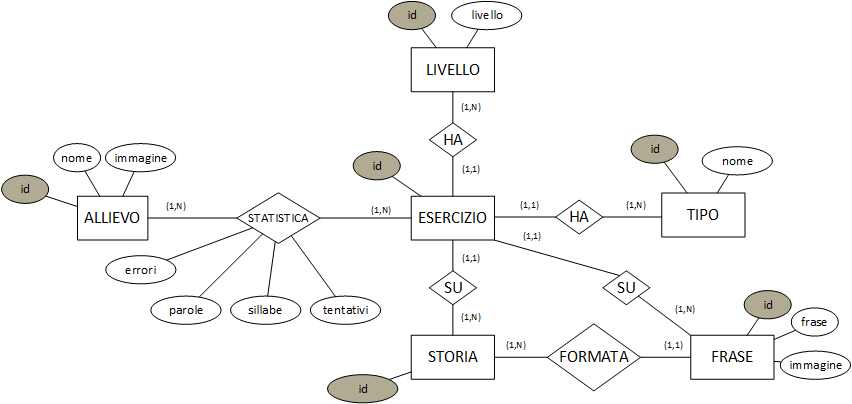 id
livello
LIVELLO
(1,N)
HA
(1,1)
id
nome
immagine
id
ALLIEVO
(1,N)
STATISTICA
(1,N)
ESERCIZIO
(1,1)
HA
(1,N)
TIPO
id
nome
errori
parole
sillabe
tentativi
(1,1)
SU
(1,N)
(1,1)
SU
(1,N)
STORIA
id
(1,N)
FORMATA
(1,1)
FRASE
id
frase
immagine